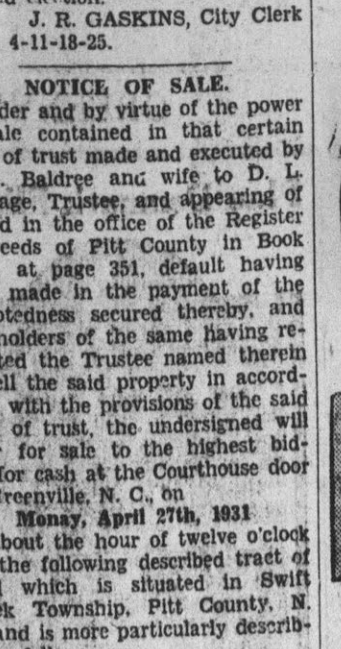 J. R. GASKINS, City Clerk
4-11-18-25.
NOTICE OF SALE.
der and by virtue of the power
ale contained in that certain
of trust made and executed by
. Baldree and wife to D. L.
age, Trustee, and appearing of
d in the office of the Register
eeds of Pitt County in Book
at page 351, default having
made in the payment of the
btedness secured thereby, and
holders of the same having re-
ted the Trustee named therein
ell the said property in accord-
with the provisions of the said
of trust, the undersigned will
for sale to the highest bid-
for cash at the Courthouse door
reenville, N. C., on
Monay, April 27th, 1931
bout the hour of twelve o'clock
the following described tract of
which is situated in Swift
ek Township, Pitt County, N.
and is more particularly describ-